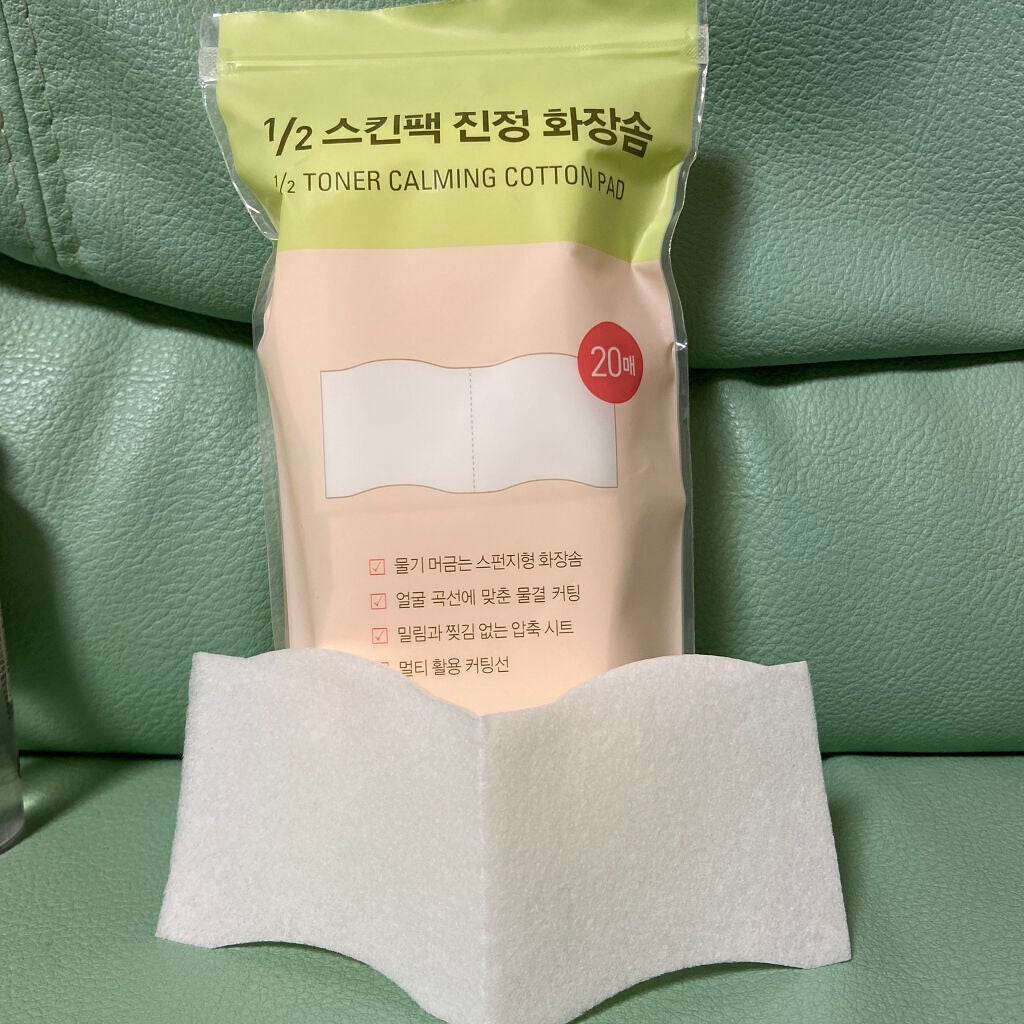 1/2 스킨팩 진정 화장솜
1/2 TONER CALMING COTTON PAD
20매
물기 머금는 스펀지형 화장솜
얼굴 곡선에 맞춘 물결 커팅
밀림과 찢김 없는 압축 시트
멀티 활용 커팅선